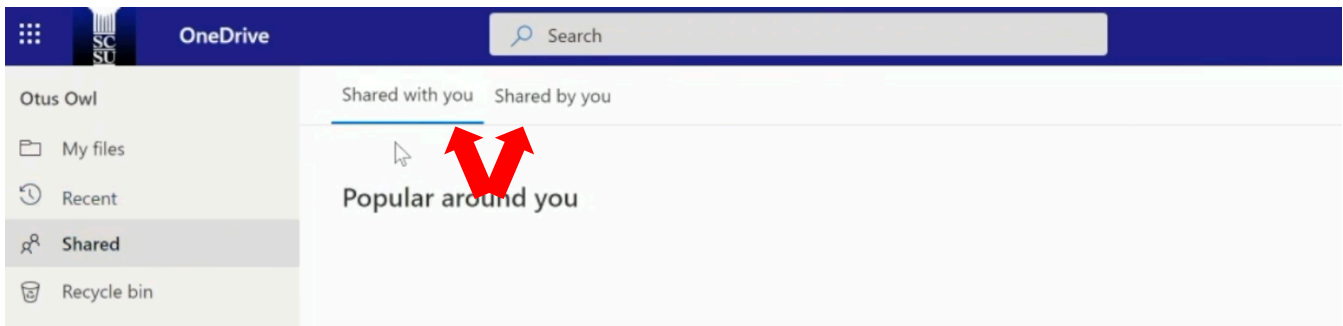 SC
SU
OneDrive
Search
Otus Owl
My files
Recent
Shared
Recycle bin
Shared with you
Shared by you
Popular around you